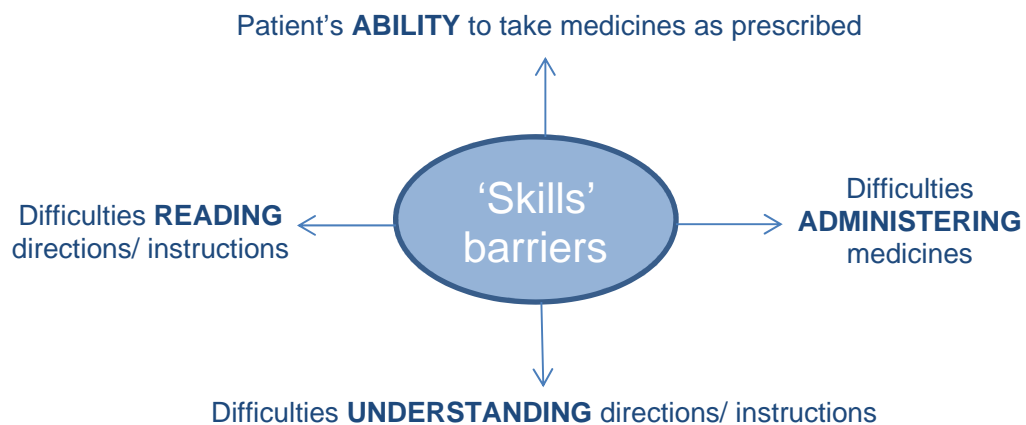 Patient's ABILITY to take medicines as prescribed
Difficulties READING
directions/ instructions
‘Skills’
barriers
Difficulties
ADMINISTERING
medicines
Difficulties UNDERSTANDING directions/ instructions